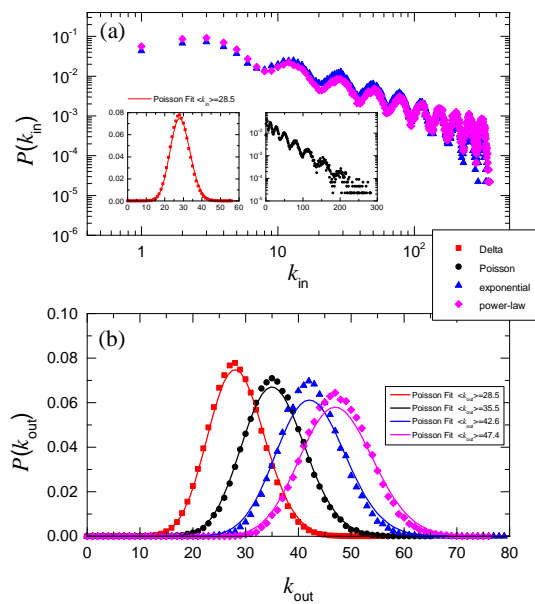 (a)
10^-1
10^-2
10^-3
10^-4
10^-5
10^-6
P(k_in)
Poisson Fit <k_in>=28.5
0.08
0.06
0.04
0.02
0.00
0 10 20 30 40 50 60
10^-2
10^-3
10^-4
10^-5
0 100 200 300
1 10 10^2
k_in
Delta
Poisson
exponential
power-law
(b)
0.10
0.08
0.06
0.04
0.02
0.00
P(k_out)
Poisson Fit <k_out>=28.5
Poisson Fit <k_out>=35.5
Poisson Fit <k_out>=42.6
Poisson Fit <k_out>=47.4
0 10 20 30 40 50 60 70 80
k_out